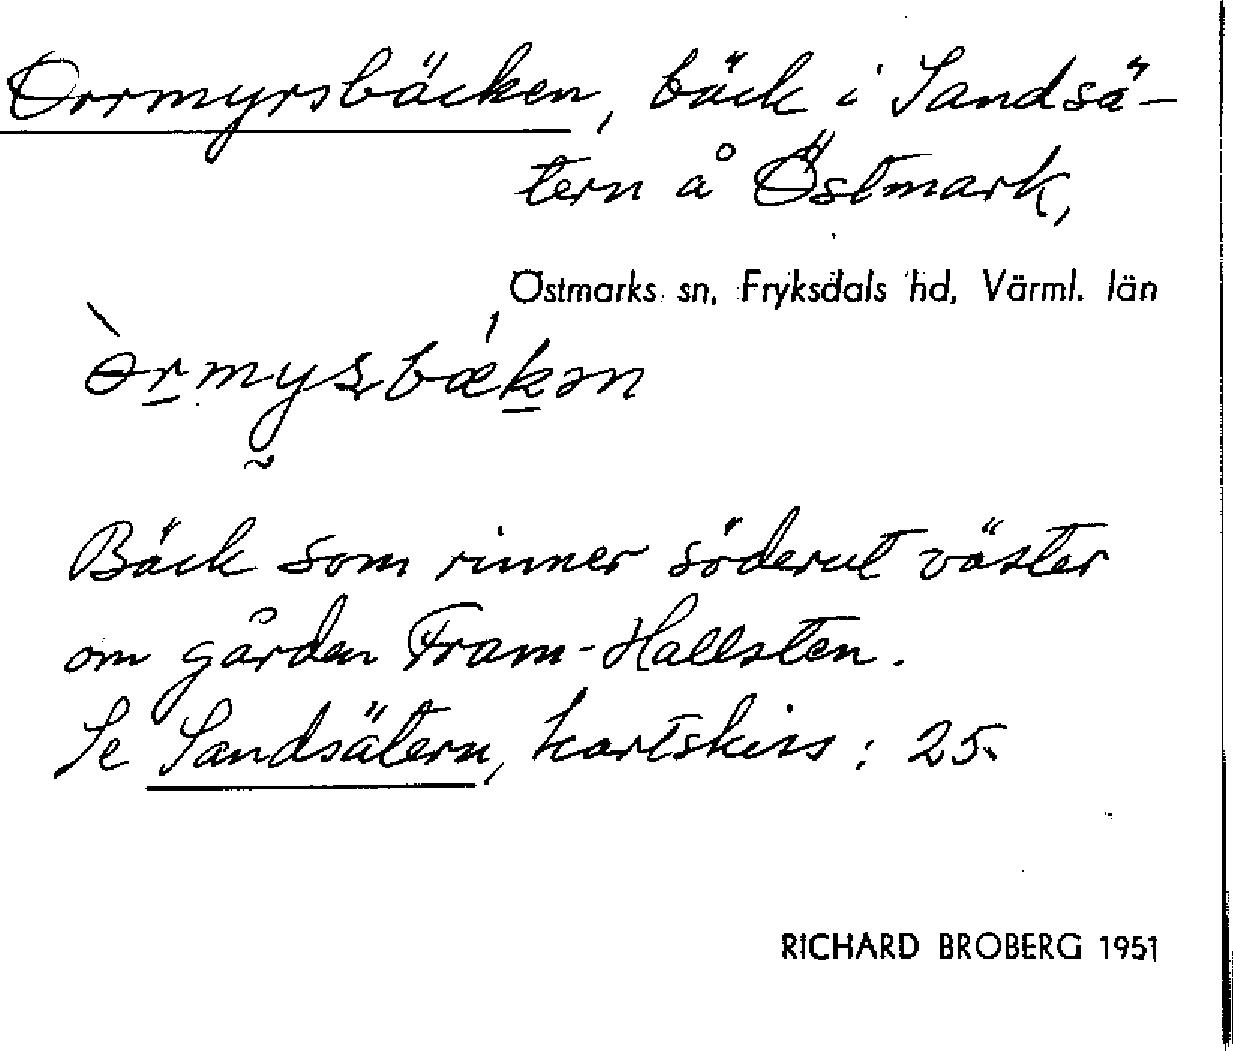 Orrmyrsbäcken, bäck i Sandsä-
tern å Östmark,
Östmarks sn, Fryksdals hd, Värml. län
Bäck som rinner söderut väster
om gården Fram-Hallsten.
Se Sandsätern, kartskiss: 25.
RICHARD BROBERG 1951